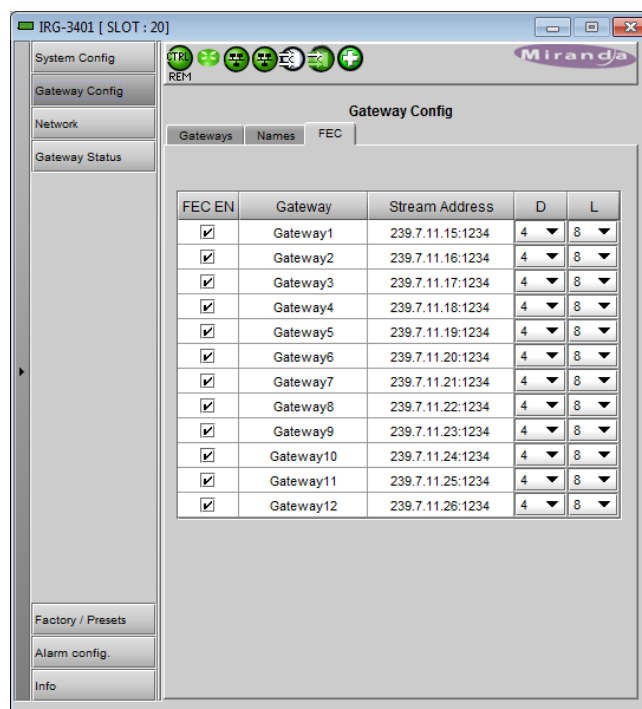 IRG-3401 [ SLOT : 20]
System Config
Gateway Config
Network
Gateway Status
Factory / Presets
Alarm config.
Info
CTRL
REM
Miranda
Gateway Config
Gateways Names FEC
FEC EN Gateway Stream Address D L
Gateway1 239.7.11.15:1234 4 8
Gateway2 239.7.11.16:1234 4 8
Gateway3 239.7.11.17:1234 4 8
Gateway4 239.7.11.18:1234 4 8
Gateway5 239.7.11.19:1234 4 8
Gateway6 239.7.11.20:1234 4 8
Gateway7 239.7.11.21:1234 4 8
Gateway8 239.7.11.22:1234 4 8
Gateway9 239.7.11.23:1234 4 8
Gateway10 239.7.11.24:1234 4 8
Gateway11 239.7.11.25:1234 4 8
Gateway12 239.7.11.26:1234 4 8